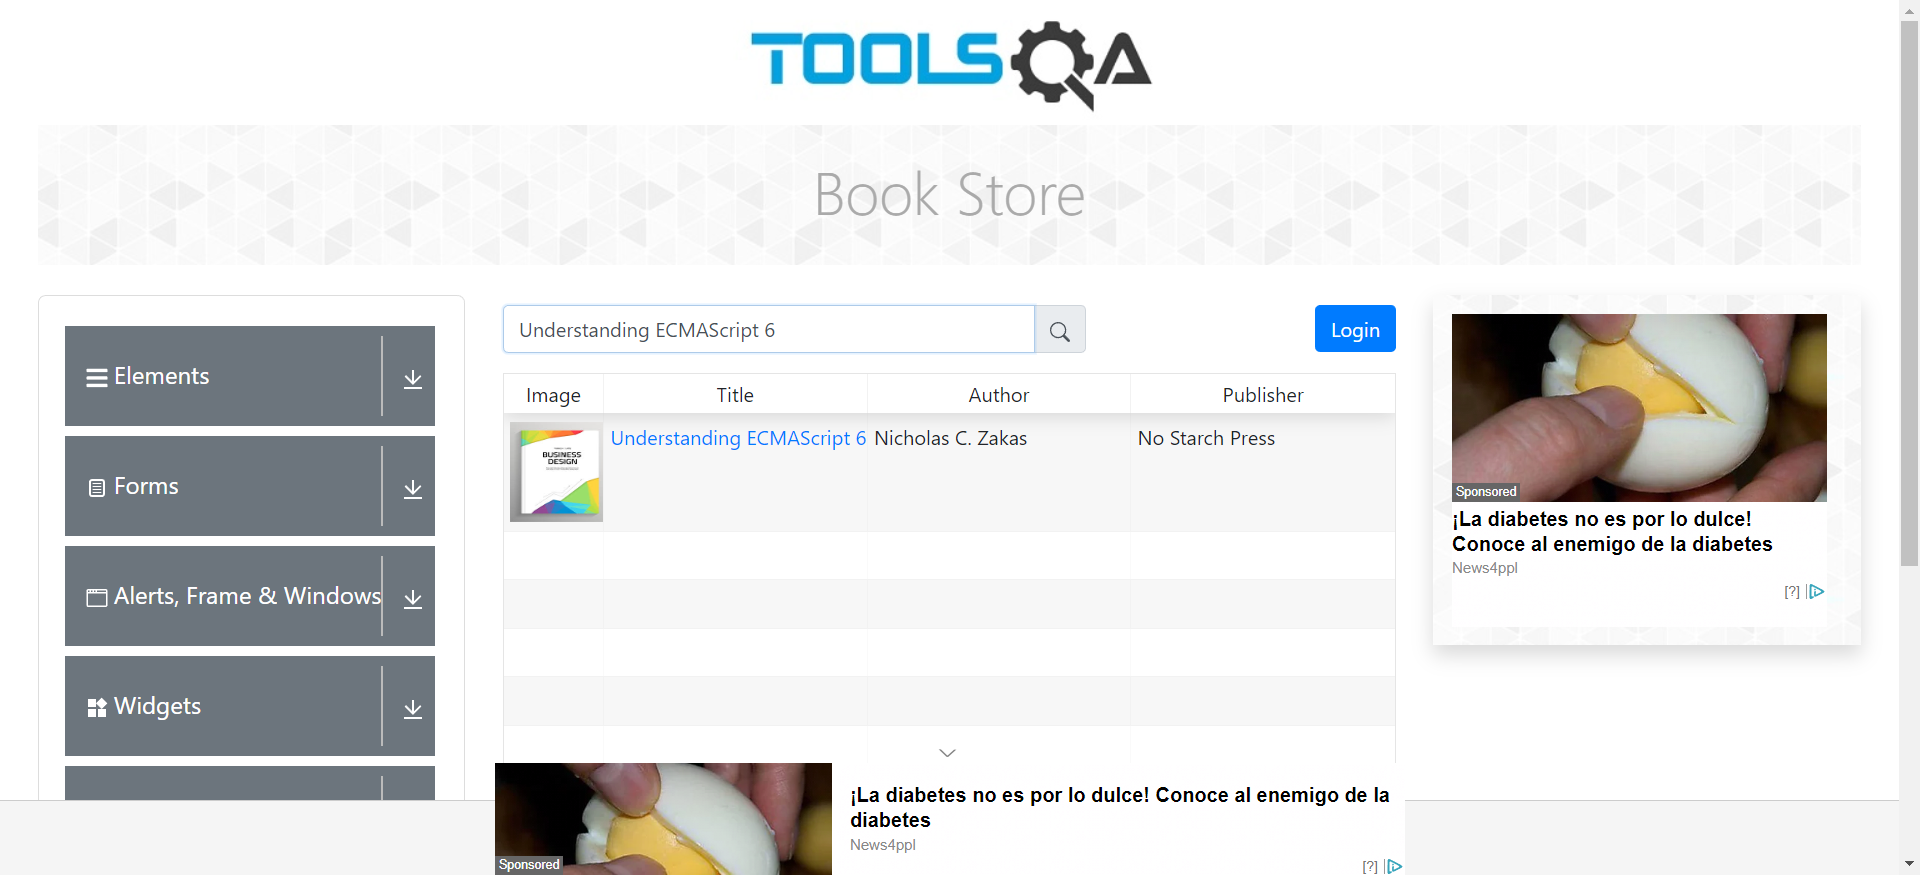 TOOLSQA
Book Store
Elements
Forms
Alerts, Frame & Windows
Widgets
Understanding ECMAScript 6
Login
Image Title Author Publisher
BUSINESS
DESIGN
Understanding ECMAScript 6 Nicholas C. Zakas No Starch Press
Sponsored
¡La diabetes no es por lo dulce!
Conoce al enemigo de la diabetes
News4ppl
[?]
Sponsored
¡La diabetes no es por lo dulce! Conoce al enemigo de la
diabetes
News4ppl
[?]